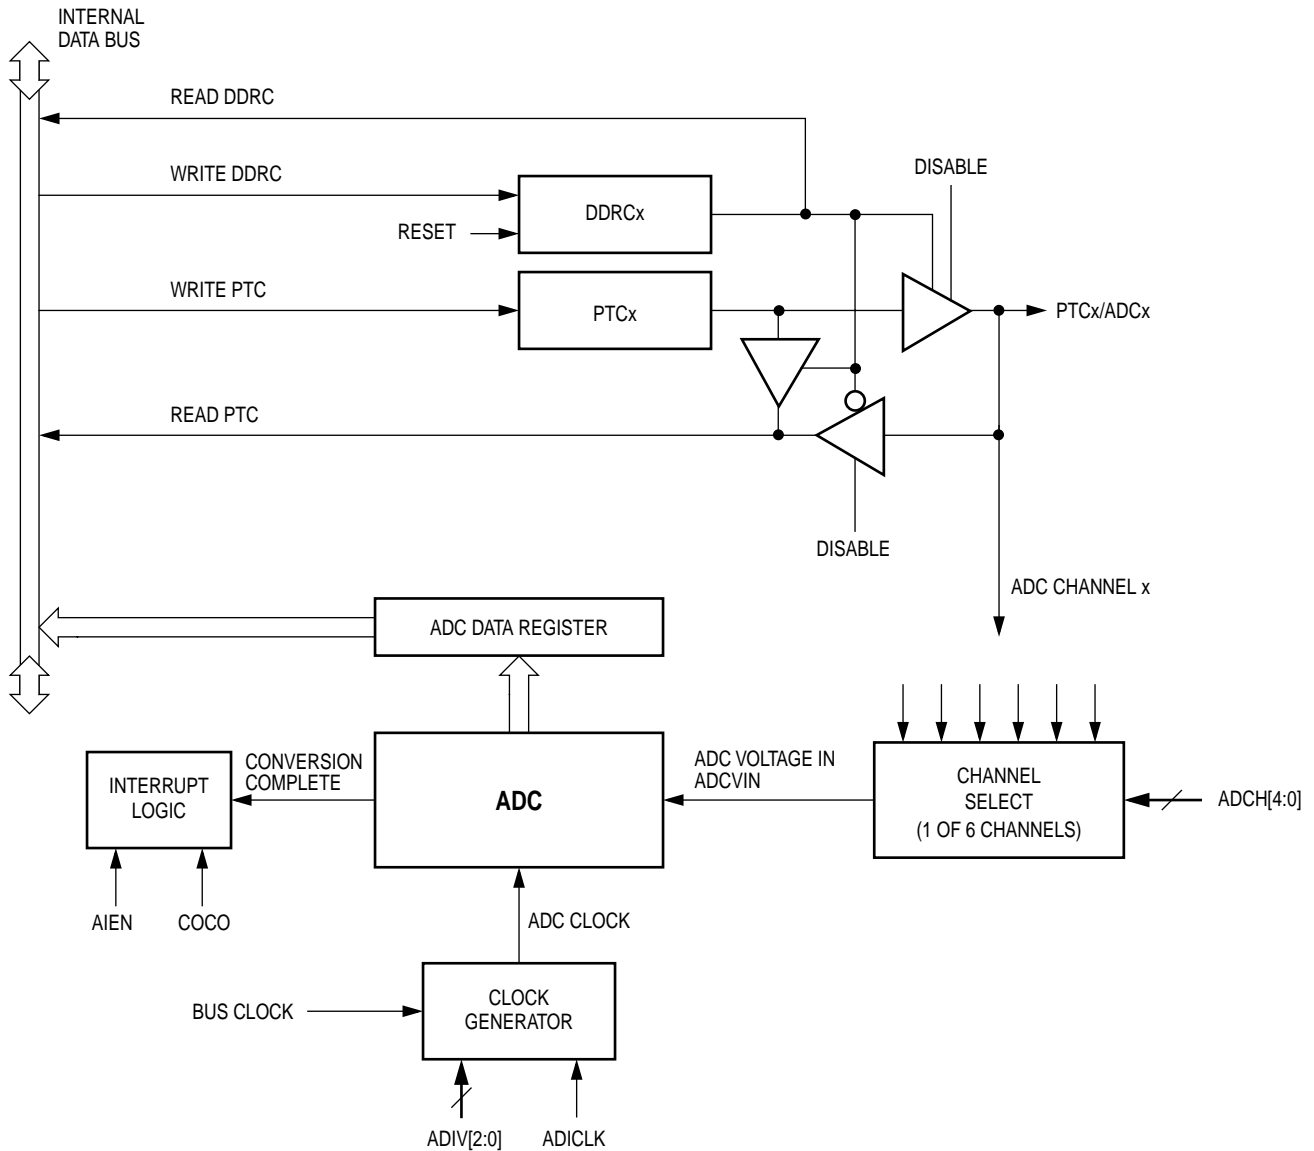 INTERNAL
DATA BUS
READ DDRC
WRITE DDRC
DISABLE
DDRCx
RESET
WRITE PTC
PTCx
PTCx/ADCx
READ PTC
DISABLE
ADC CHANNEL x
ADC DATA REGISTER
INTERRUPT
LOGIC
CONVERSION
COMPLETE
ADC
ADC VOLTAGE IN
ADCVIN
CHANNEL
SELECT
(1 OF 6 CHANNELS)
ADCH[4:0]
AIEN
COCO
ADC CLOCK
BUS CLOCK
CLOCK
GENERATOR
ADIV[2:0]
ADICLK